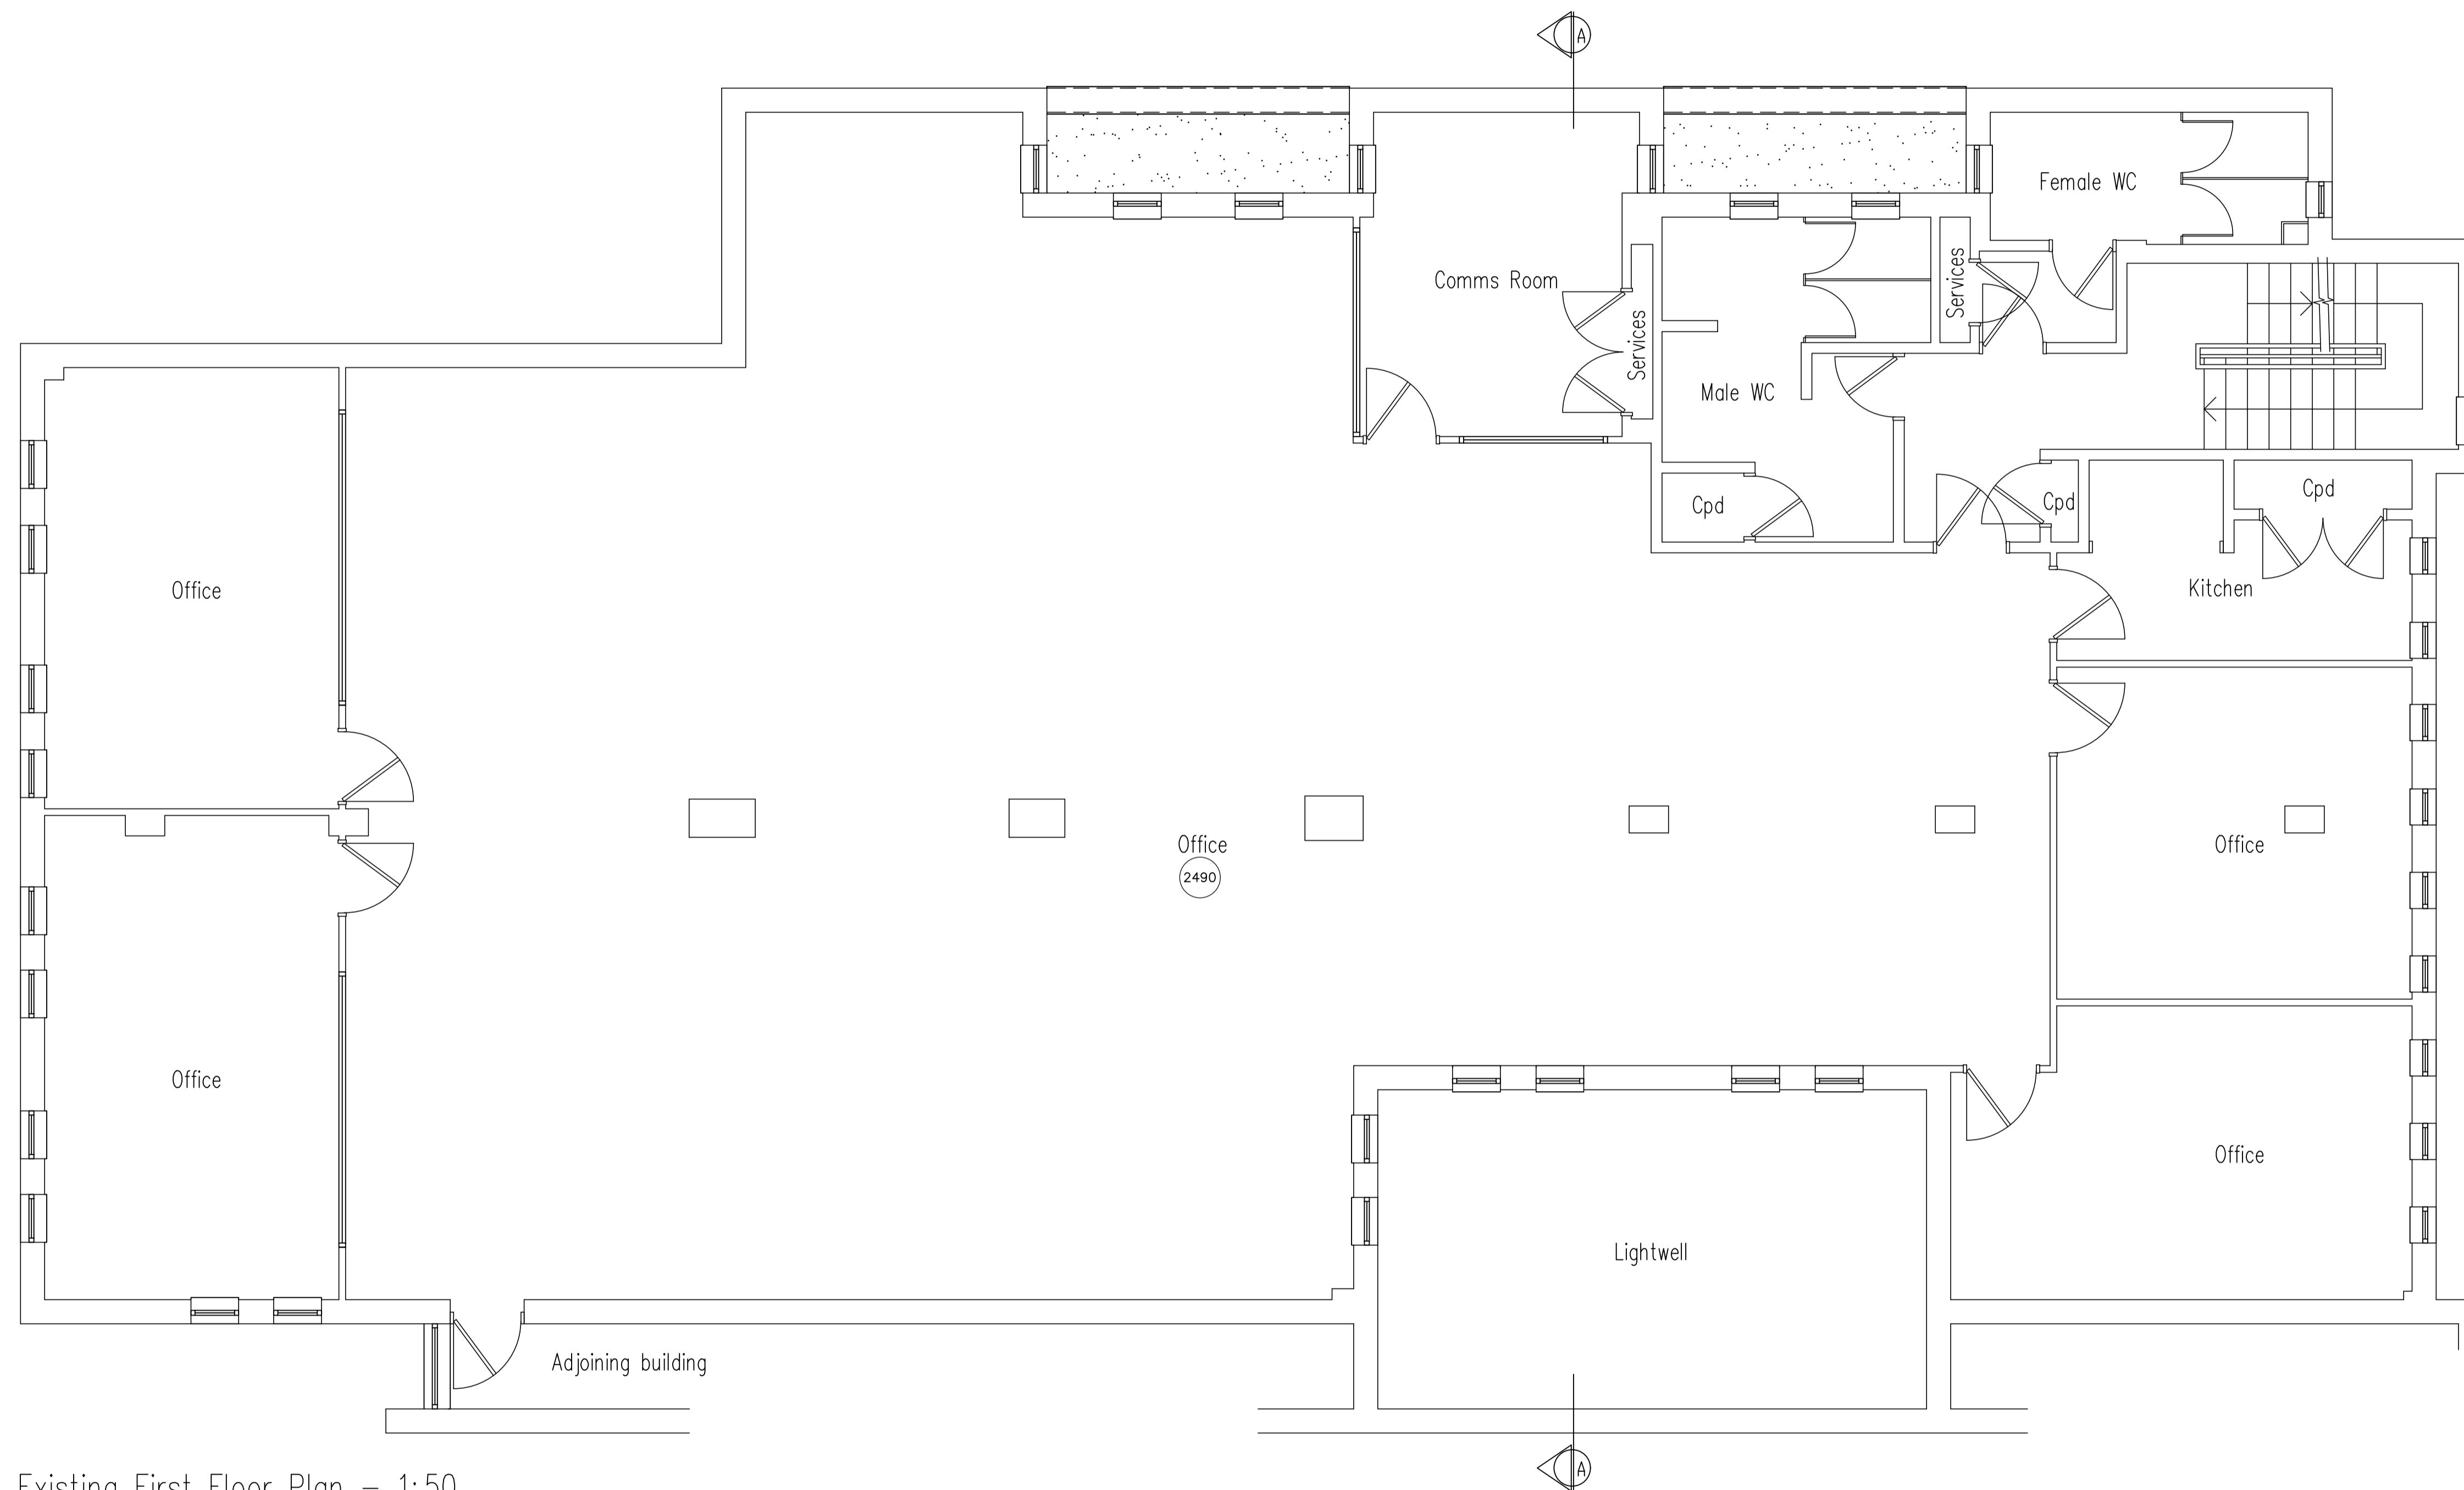 A
Female WC
Comms Room
Services
Services
Male WC
Cpd
Cpd
Cpd
Kitchen
Office
Office
2490
Office
Office
Office
Lightwell
Adjoining building
A
Existing First Floor Plan - 1:50